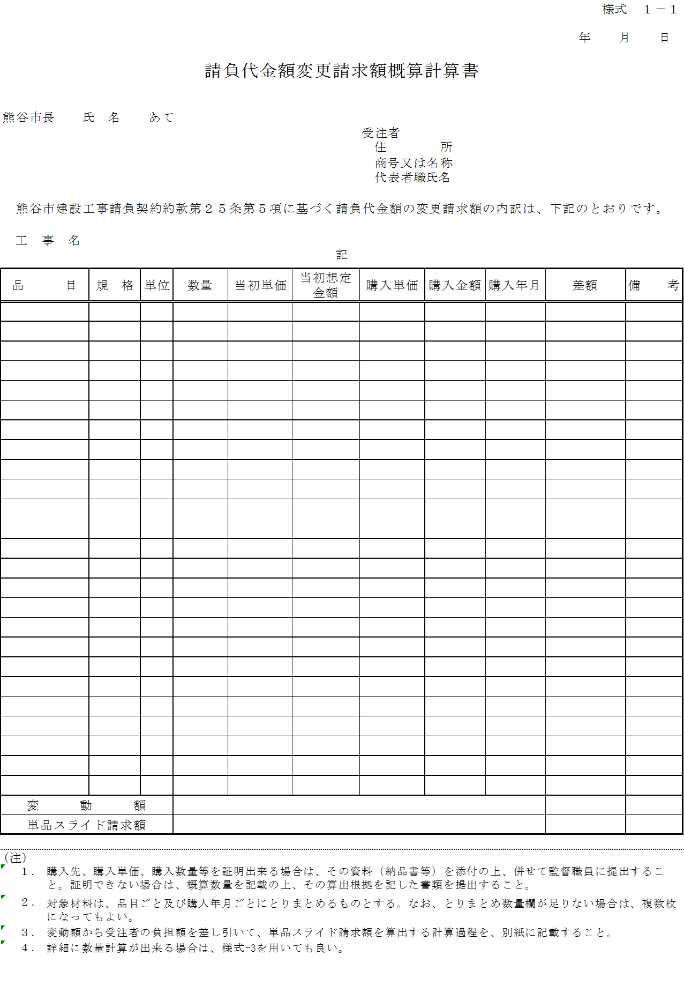 様式　１－１
年　　月　　日
請負代金額変更請求額概算計算書
熊谷市長　　氏　名　　あて
受注者
住　　　　所
商号又は名称
代表者職氏名
熊谷市建設工事請負契約約款第２５条第５項に基づく請負代金額の変更請求額の内訳は、下記のとおりです。
工　事　名
記
品　　　目　規　格　単位　数量　当初単価　当初想定金額　購入単価　購入金額　購入年月　差額　備　　考
変　　　動　　　額
単品スライド請求額
（注）
１．　購入先、購入単価、購入数量等を証明出来る場合は、その資料（納品書等）を添付の上、併せて監督職員に提出するこ
と。証明できない場合は、概算数量を記載の上、その算出根拠を記した書類を提出すること。
２．　対象材料は、品目ごと及び購入年月ごとにとりまとめるものとする。なお、とりまとめ数量欄が足りない場合は、複数枚
になってもよい。
３．　変動額から受注者の負担額を差し引いて、単品スライド請求額を算出する計算過程を、別紙に記載すること。
４．　詳細に数量計算が出来る場合は、様式-3を用いても良い。